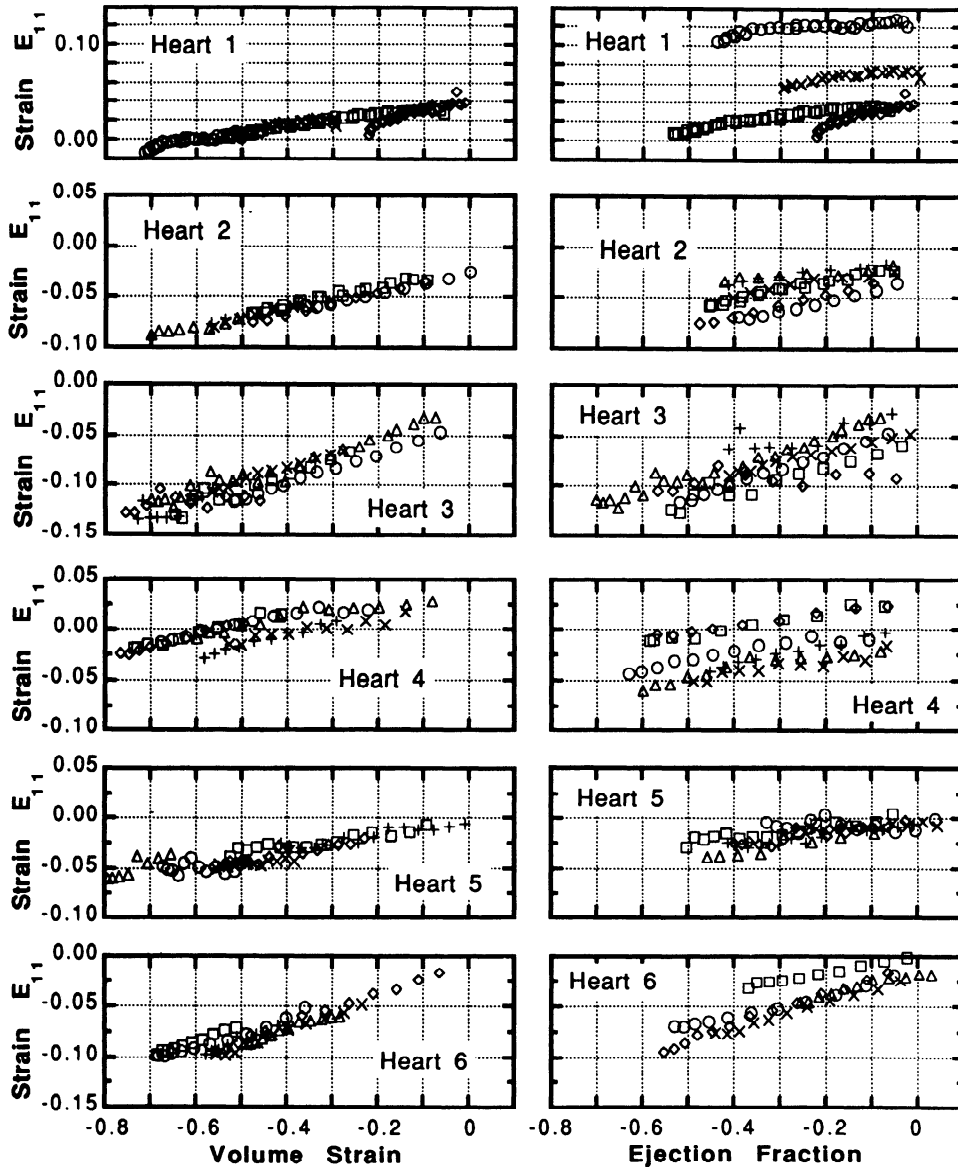 Strain E11
0.10
0.00
Heart 1
Heart 1
Strain E11
0.05
0.00
-0.05
-0.10
Heart 2
Heart 2
Strain E11
0.00
-0.05
-0.10
-0.15
Heart 3
Heart 3
Strain E11
0.05
0.00
-0.05
-0.10
Heart 4
Heart 4
Strain E11
0.05
0.00
-0.05
-0.10
Heart 5
Heart 5
Strain E11
0.00
-0.05
-0.10
-0.15
Heart 6
Heart 6
-0.8 -0.6 -0.4 -0.2 0
-0.8 -0.6 -0.4 -0.2 0
Volume Strain
Ejection Fraction